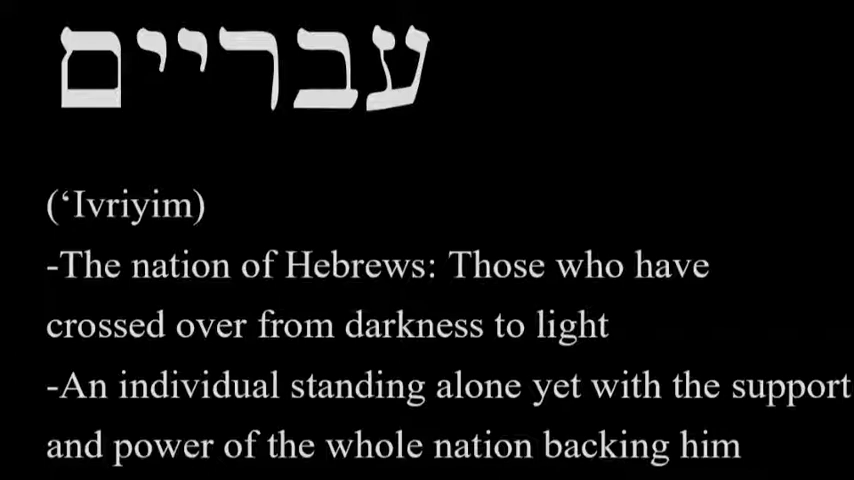 עבריים
(‘Ivriyim)
-The nation of Hebrews: Those who have
crossed over from darkness to light
-An individual standing alone yet with the support
and power of the whole nation backing him